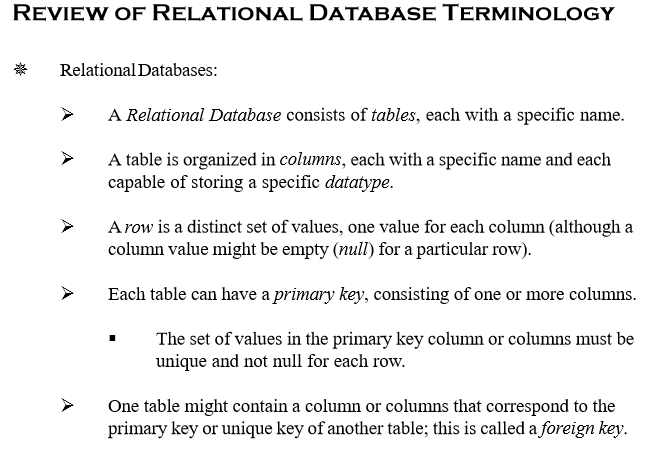 REVIEW OF RELATIONAL DATABASE TERMINOLOGY
Relational Databases:
A Relational Database consists of tables, each with a specific name.
A table is organized in columns, each with a specific name and each
capable of storing a specific datatype.
A row is a distinct set of values, one value for each column (although a
column value might be empty (null) for a particular row).
Each table can have a primary key, consisting of one or more columns.
The set of values in the primary key column or columns must be
unique and not null for each row.
One table might contain a column or columns that correspond to the
primary key or unique key of another table; this is called a foreign key.